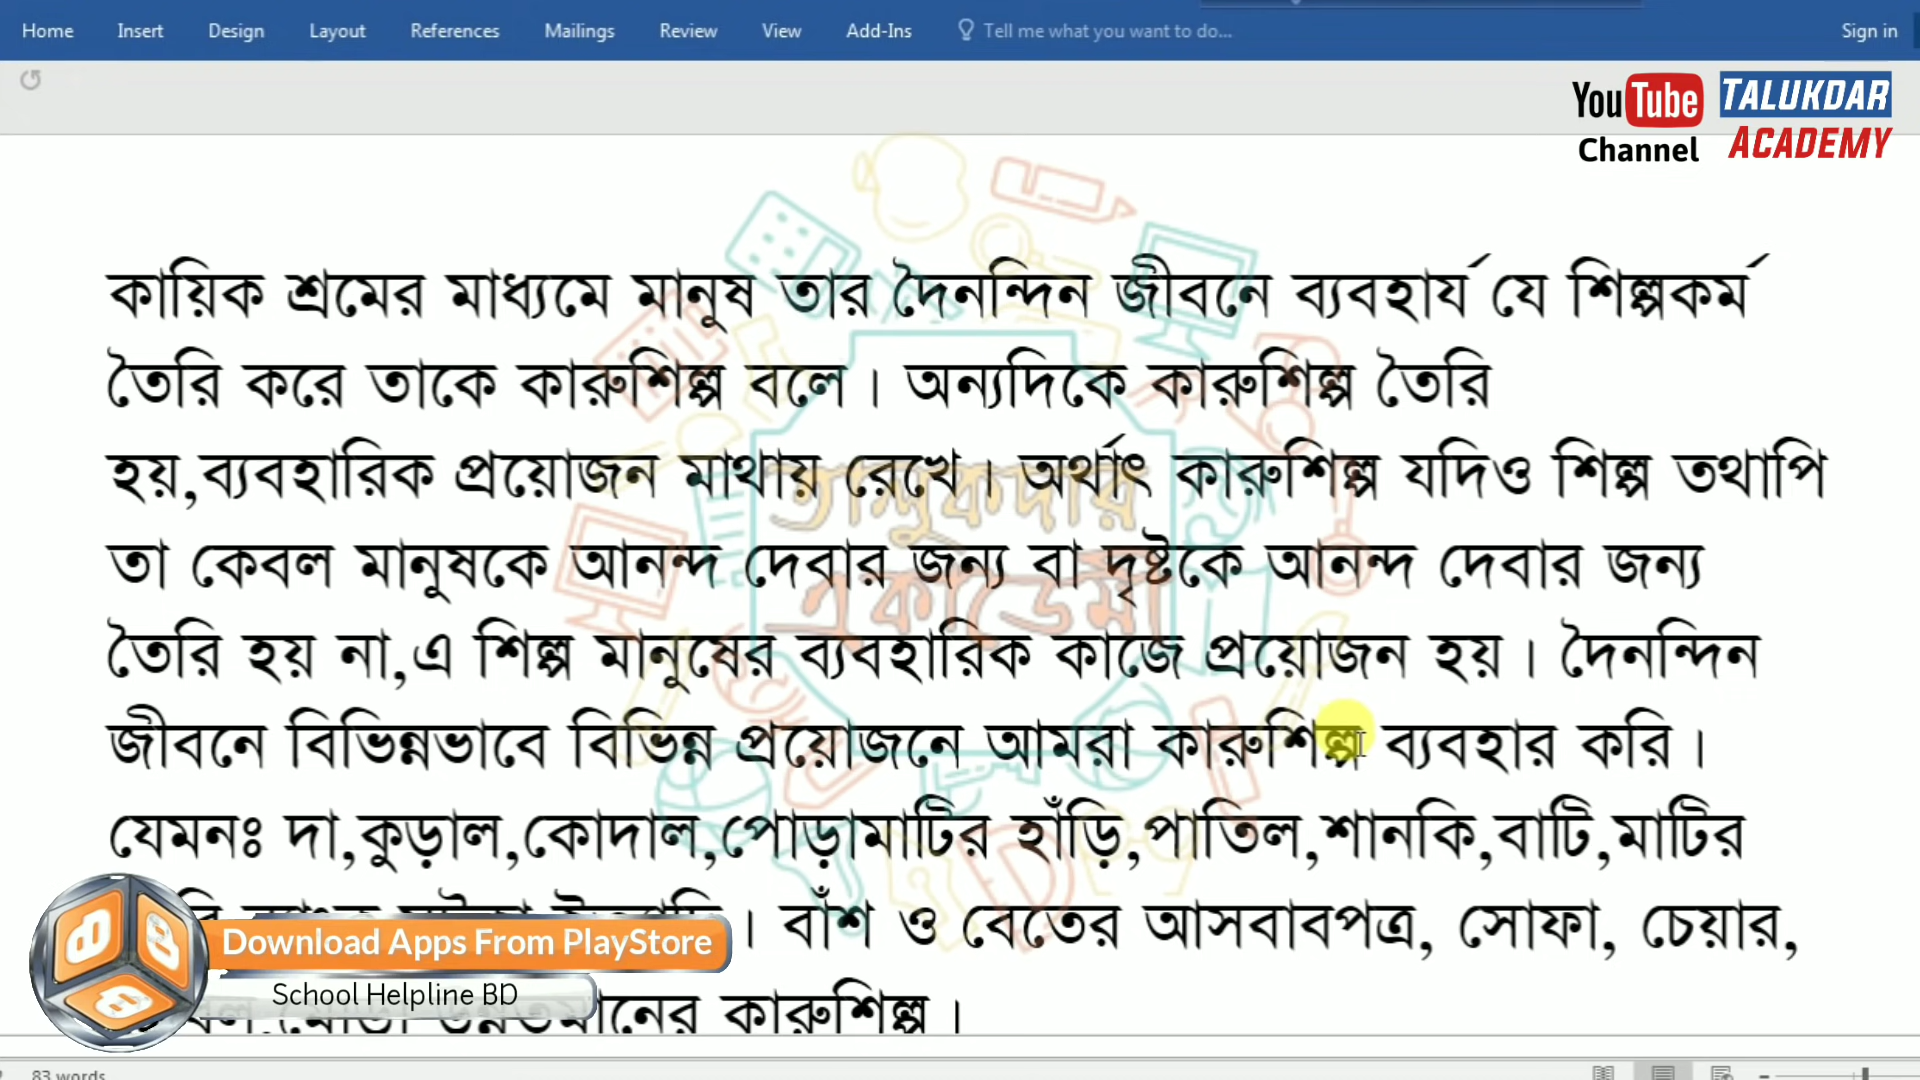 Home Insert Design Layout References Mailings Review View Add-Ins Tell me what you want to do... Sign in
YouTube Channel
TALUKDAR ACADEMY
কায়িক শ্রমের মাধ্যমে মানুষ তার দৈনন্দিন জীবনে ব্যবহার্য যে শিল্পকর্ম
তৈরি করে তাকে কারুশিল্প বলে। অন্যদিকে কারুশিল্প তৈরি
হয়,ব্যবহারিক প্রয়োজন মাথায় রেখে। অর্থাৎ কারুশিল্প যদিও শিল্প তথাপি
তা কেবল মানুষকে আনন্দ দেবার জন্য বা দৃষ্টকে আনন্দ দেবার জন্য
তৈরি হয় না,এ শিল্প মানুষের ব্যবহারিক কাজে প্রয়োজন হয়। দৈনন্দিন
জীবনে বিভিন্নভাবে বিভিন্ন প্রয়োজনে আমরা কারুশিল্প ব্যবহার করি।
যেমনঃ দা,কুড়াল,কোদাল,পোড়ামাটির হাঁড়ি,পাতিল,শানকি,বাটি,মাটির
। বাঁশ ও বেতের আসবাবপত্র, সোফা, চেয়ার,
কারুশিল্প।
তালুকদার
একাডেমী
Download Apps From PlayStore
School Helpline BD
83 words